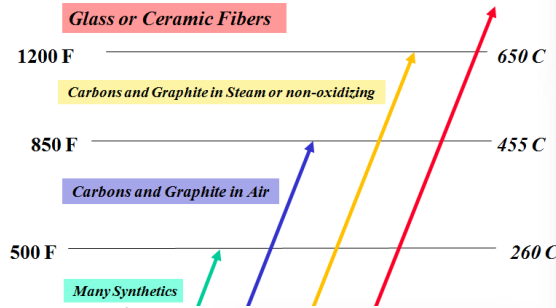 Glass or Ceramic Fibers
1200 F 650 C
Carbons and Graphite in Steam or non-oxidizing
850 F 455 C
Carbons and Graphite in Air
500 F 260 C
Many Synthetics